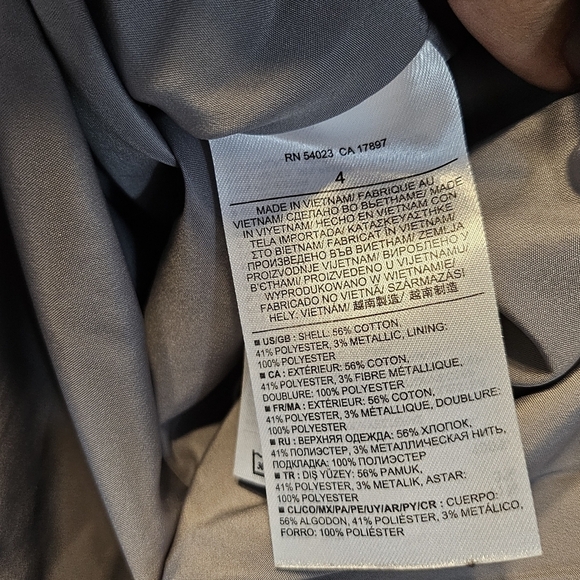 RN 54023 CA 17897
4
MADE IN VIETNAM/ FABRIQUE AU
VIETNAM/ СДЕЛАНО ВО ВЬЕТНАМЕ/ MADE
IN VIYETNAM/ HECHO EN VIETNAM CON
TELA IMPORTADA/ ΚΑΤΑΣΚΕΥΑΣΤΗΚΕ
ΣΤΟ ΒΙΕΤΝΑΜ/ FABRICAT ÎN VIETNAM/
ПРОИЗВЕДЕНО ВЪВ ВИЕТНАМ/ ZEMLJA
PROIZVODNJE VIJETNAM/ ВИРОБЛЕНО У
В'ЄТНАМІ/ PROIZVEDENO U VIJETNAMU/
WYPRODUKOWANO W WIETNAMIE/
FABRICADO NO VIETNÃ/ SZÁRMAZÁSI
HELY: VIETNÁM/ 越南製造/ 越南制造
■ US/GB : SHELL: 56% COTTON,
41% POLYESTER, 3% METALLIC, LINING:
100% POLYESTER
■ CA : EXTÉRIEUR: 56% COTON,
41% POLYESTER, 3% FIBRE MÉTALLIQUE,
DOUBLURE: 100% POLYESTER
■ FR/MA : EXTÉRIEUR: 56% COTON,
41% POLYESTER, 3% MÉTALLIQUE, DOUBLURE:
100% POLYESTER
■ RU : ВЕРХНЯЯ ОДЕЖДА: 56% ХЛОПОК,
41% ПОЛИЭСТЕР, 3% МЕТАЛЛИЧЕСКАЯ НИТЬ,
ПОДКЛАДКА: 100% ПОЛИЭСТЕР
■ TR : DIŞ YÜZEY: 56% PAMUK,
41% POLYESTER, 3% METALIK, ASTAR:
100% POLYESTER
■ CL/CO/MX/PA/PE/UY/AR/PY/CR : CUERPO:
56% ALGODON, 41% POLIÉSTER, 3% METÁLICO,
FORRO: 100% POLIÉSTER